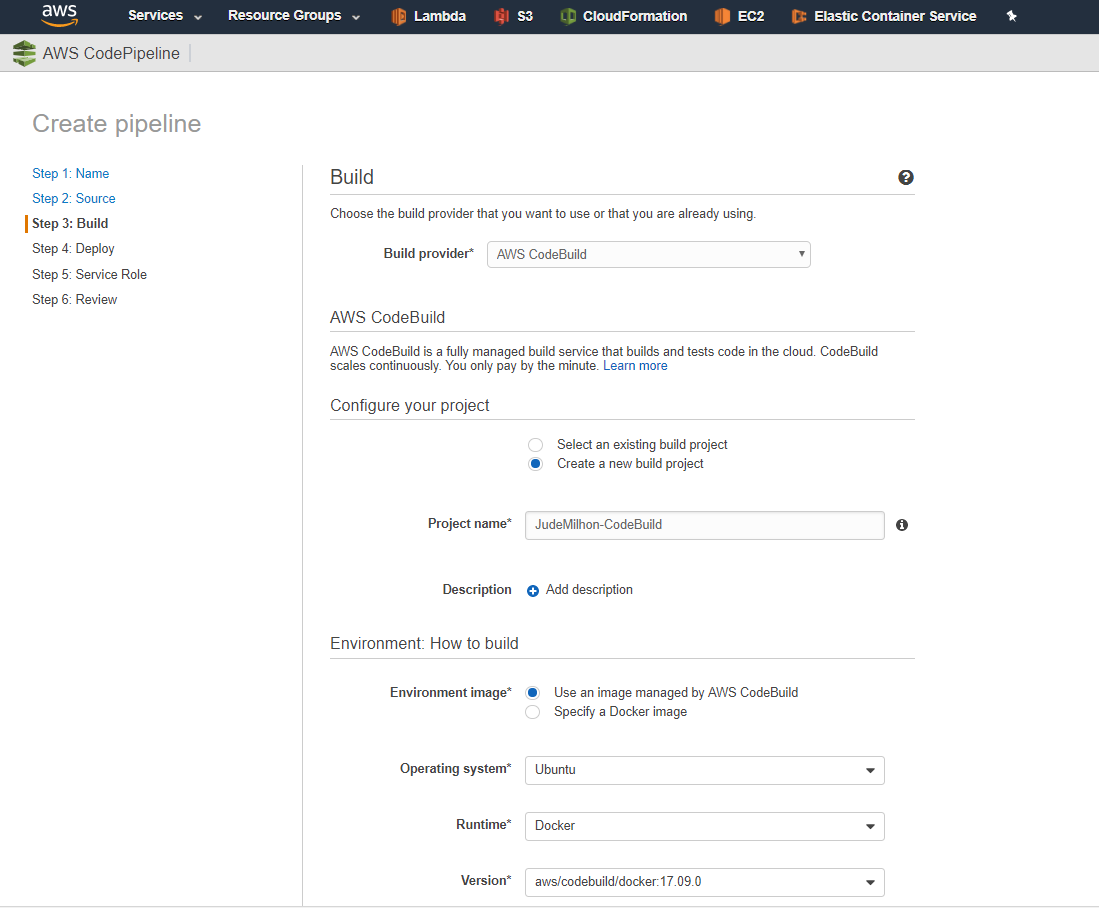 aws Services Resource Groups Lambda S3 CloudFormation EC2 Elastic Container Service
AWS CodePipeline
Create pipeline
Step 1: Name
Step 2: Source
Step 3: Build
Step 4: Deploy
Step 5: Service Role
Step 6: Review
Build
Choose the build provider that you want to use or that you are already using.
Build provider* AWS CodeBuild
AWS CodeBuild
AWS CodeBuild is a fully managed build service that builds and tests code in the cloud. CodeBuild
scales continuously. You only pay by the minute. Learn more
Configure your project
Select an existing build project
Create a new build project
Project name* JudeMilhon-CodeBuild
Description Add description
Environment: How to build
Environment image* Use an image managed by AWS CodeBuild
Specify a Docker image
Operating system* Ubuntu
Runtime* Docker
Version* aws/codebuild/docker:17.09.0